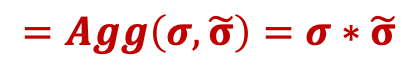 = Agg(σ, σ̃) = σ * σ̃